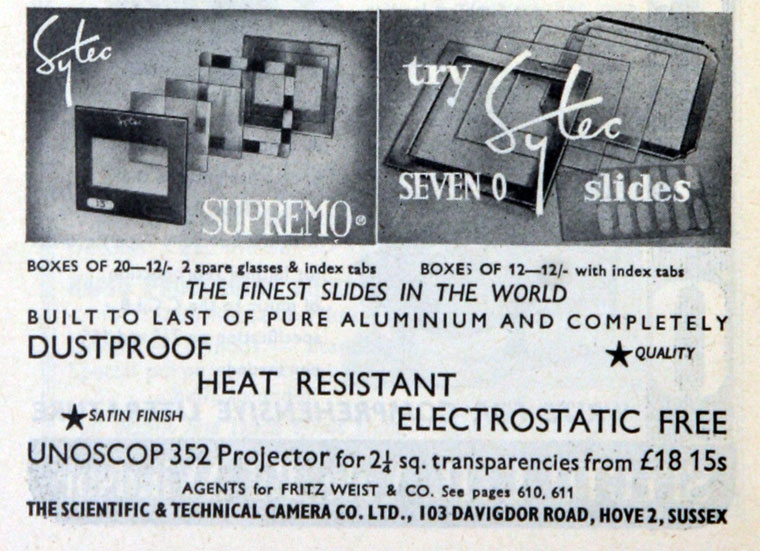 Sytec
SUPREMO
try
Sytec
SEVEN O slides
BOXES OF 20—12/- 2 spare glasses & index tabs
BOXES OF 12—12/- with index tabs
THE FINEST SLIDES IN THE WORLD
BUILT TO LAST OF PURE ALUMINIUM AND COMPLETELY
DUSTPROOF
★ QUALITY
HEAT RESISTANT
★ SATIN FINISH
ELECTROSTATIC FREE
UNOSCOP 352 Projector for 2¼ sq. transparencies from £18 15s
AGENTS for FRITZ WEIST & CO. See pages 610, 611
THE SCIENTIFIC & TECHNICAL CAMERA CO. LTD., 103 DAVIGDOR ROAD, HOVE 2, SUSSEX